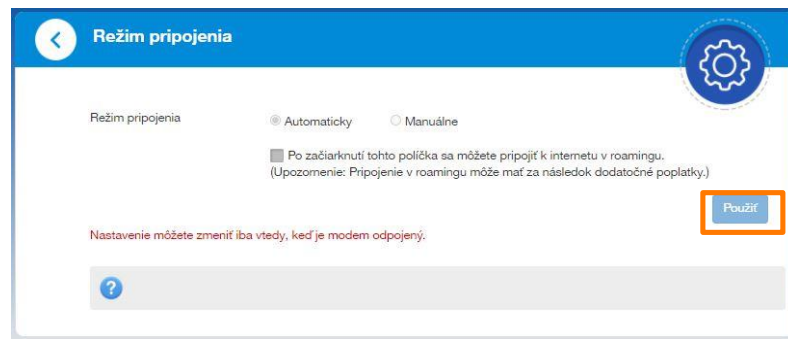 Režim pripojenia
Režim pripojenia
Automaticky
Manuálne
Po začiarknutí tohto políčka sa môžete pripojiť k internetu v roamingu.
(Upozornenie: Pripojenie v roamingu môže mať za následok dodatočné poplatky.)
Použiť
Nastavenie môžete zmeniť iba vtedy, keď je modem odpojený.
?